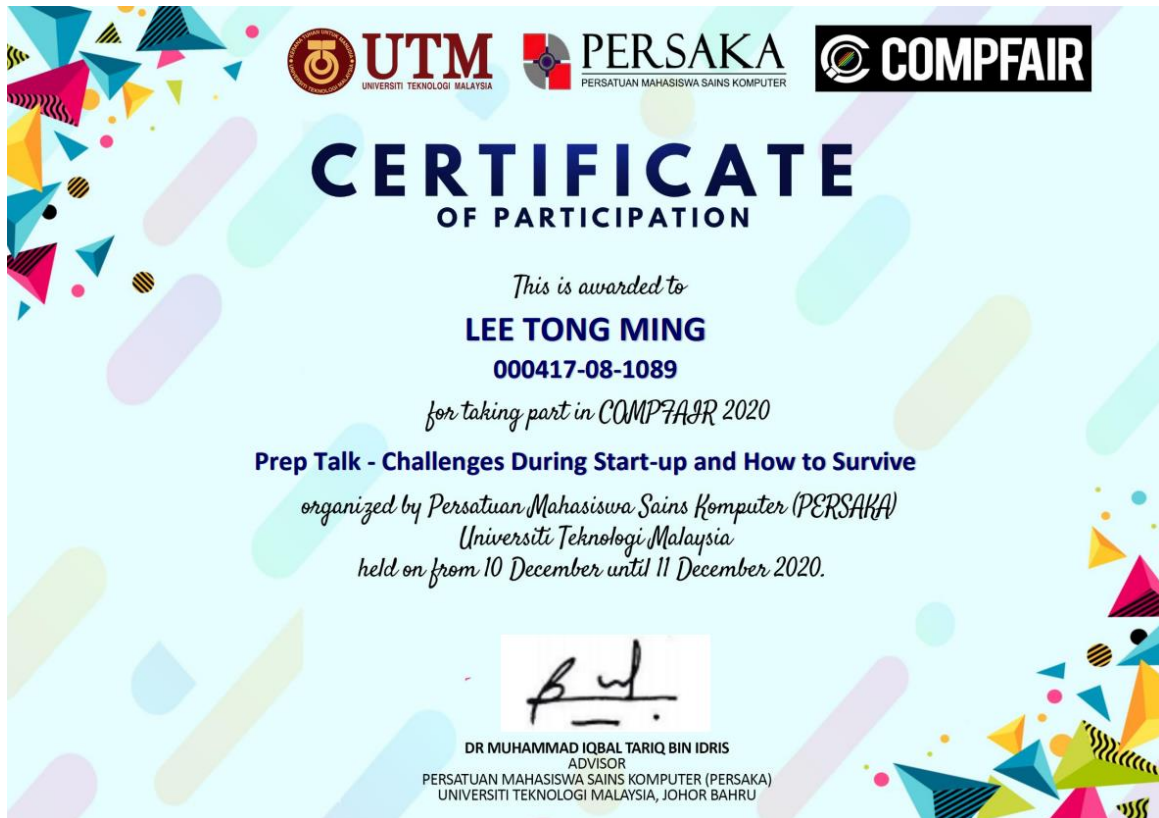 UTM
UNIVERSITI TEKNOLOGI MALAYSIA
PERSAKA
PERSATUAN MAHASISWA SAINS KOMPUTER
COMPFAIR
CERTIFICATE
OF PARTICIPATION
This is awarded to
LEE TONG MING
000417-08-1089
for taking part in COMPFAIR 2020
Prep Talk - Challenges During Start-up and How to Survive
organized by Persatuan Mahasiswa Sains Komputer (PERSAKA)
Universiti Teknologi Malaysia
held on from 10 December until 11 December 2020.
DR MUHAMMAD IQBAL TARIQ BIN IDRIS
ADVISOR
PERSATUAN MAHASISWA SAINS KOMPUTER (PERSAKA)
UNIVERSITI TEKNOLOGI MALAYSIA, JOHOR BAHRU